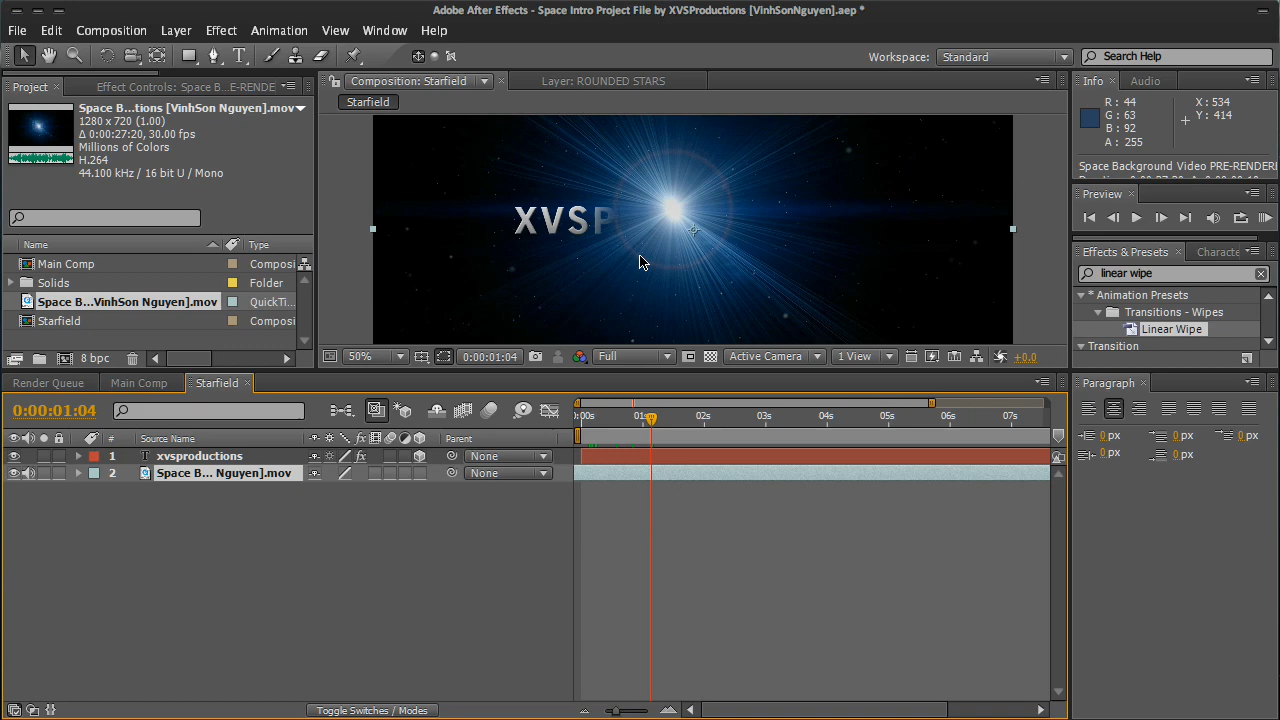 Adobe After Effects - Space Intro Project File by XVSProductions [VinhSonNguyen].aep *
File Edit Composition Layer Effect Animation View Window Help
T Workspace: Standard Search Help
Project × Effect Controls: Space B...E-RENDE
Composition: Starfield × Layer: ROUNDED STARS
Info × Audio
Space B...tions [VinhSon Nguyen].mov
1280 x 720 (1.00)
Δ 0:00:27:20, 30.00 fps
Millions of Colors
H.264
44.100 kHz / 16 bit U / Mono
Starfield
R : 44 X : 534
G : 63 Y : 414
B : 92
A : 255
Space Background Video PRE-RENDERI
Preview ×
XVSP
Name Type
Main Comp Composi
Solids Folder
Space B...VinhSon Nguyen].mov QuickTi...
Starfield Composi
8 bpc
Effects & Presets × Characte
linear wipe
* Animation Presets
Transitions - Wipes
Linear Wipe
Transition
50% 0:00:01:04 Full Active Camera 1 View +0.0
Render Queue Main Comp Starfield ×
Paragraph ×
0:00:01:04
:00s 01s 02s 03s 04s 05s 06s 07s
# Source Name fx Parent
1 T xvsproductions fx None
2 Space B... Nguyen].mov None
0 px 0 px 0 px
0 px 0 px
Toggle Switches / Modes